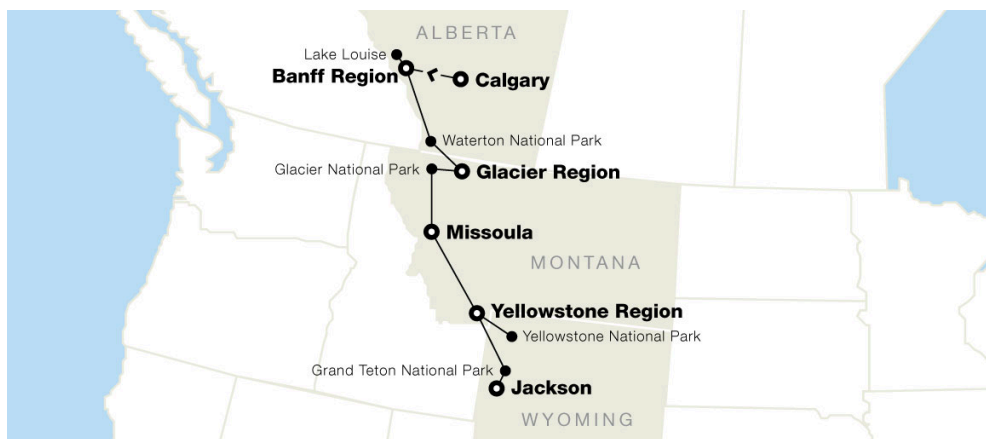 ALBERTA
Lake Louise
Banff Region
Calgary
Waterton National Park
Glacier National Park
Glacier Region
Missoula
MONTANA
Yellowstone Region
Yellowstone National Park
Grand Teton National Park
Jackson
WYOMING